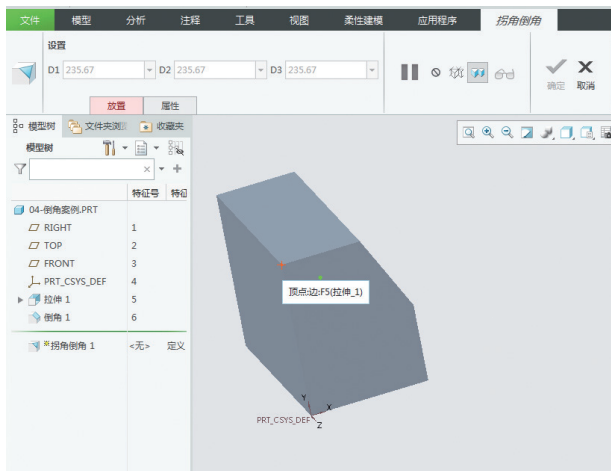 文件 模型 分析 注释 工具 视图 柔性建模 应用程序 拐角倒角
设置
D1 235.67 D2 235.67 D3 235.67
确定 取消
放置 属性
模型树 文件夹浏 收藏夹
模型树
特征号 特征
04-倒角案例.PRT
RIGHT 1
TOP 2
FRONT 3
PRT_CSYS_DEF 4
拉伸 1 5
倒角 1 6
拐角倒角 1 <无> 定义
顶点:边:F5(拉伸_1)
Y
X
PRT_CSYS_DEF
Z